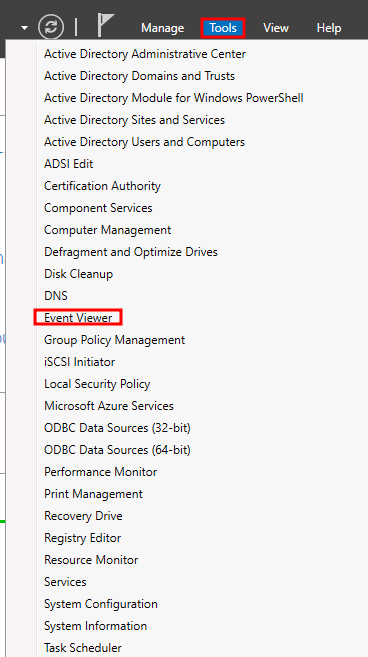 Manage Tools View Help
Active Directory Administrative Center
Active Directory Domains and Trusts
Active Directory Module for Windows PowerShell
Active Directory Sites and Services
Active Directory Users and Computers
ADSI Edit
Certification Authority
Component Services
Computer Management
Defragment and Optimize Drives
Disk Cleanup
DNS
Event Viewer
Group Policy Management
iSCSI Initiator
Local Security Policy
Microsoft Azure Services
ODBC Data Sources (32-bit)
ODBC Data Sources (64-bit)
Performance Monitor
Print Management
Recovery Drive
Registry Editor
Resource Monitor
Services
System Configuration
System Information
Task Scheduler